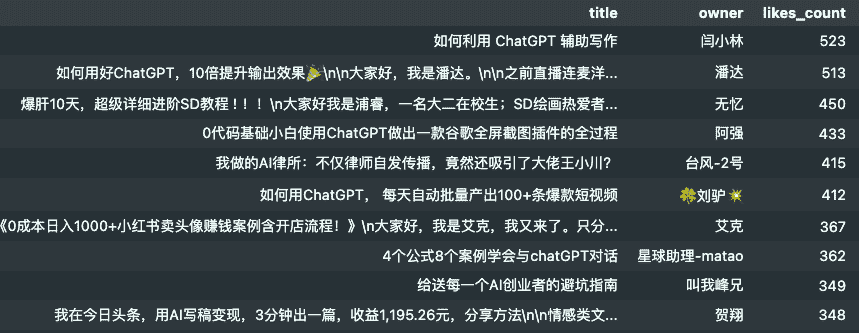 title owner likes_count
如何利用 ChatGPT 辅助写作 闫小林 523
如何用好ChatGPT，10倍提升输出效果🎉\n\n大家好，我是潘达。\n\n之前直播连麦洋... 潘达 513
爆肝10天，超级详细进阶SD教程！！！\n大家好我是浦睿，一名大二在校生；SD绘画热爱者... 无忆 450
0代码基础小白使用ChatGPT做出一款谷歌全屏截图插件的全过程 阿强 433
我做的AI律所：不仅律师自发传播，竟然还吸引了大佬王小川？ 台风-2号 415
如何用ChatGPT， 每天自动批量产出100+条爆款短视频 🍀刘驴💥 412
《0成本日入1000+小红书卖头像赚钱案例含开店流程！》\n大家好，我是艾克，我又来了。只分... 艾克 367
4个公式8个案例学会与chatGPT对话 星球助理-matao 362
给送每一个AI创业者的避坑指南 叫我峰兄 349
我在今日头条，用AI写稿变现，3分钟出一篇，收益1,195.26元，分享方法\n\n情感类文... 贺翔 348